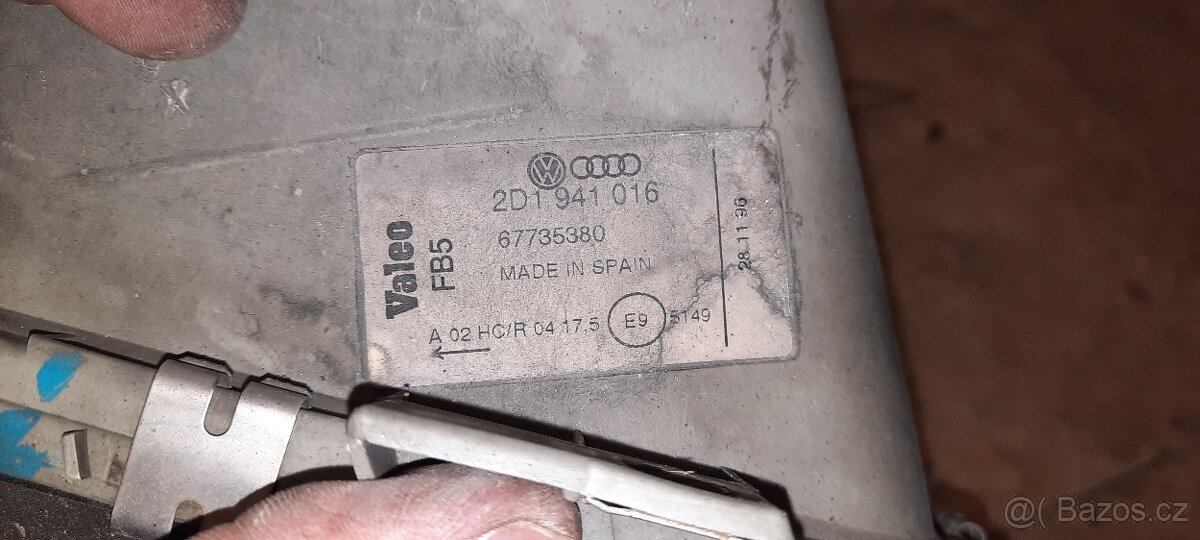 2D1 941 016
67735380
MADE IN SPAIN
Valeo
FB5
A 02 HC/R 04 17.5 E9 5149
28 11 96
@( Bazos.cz